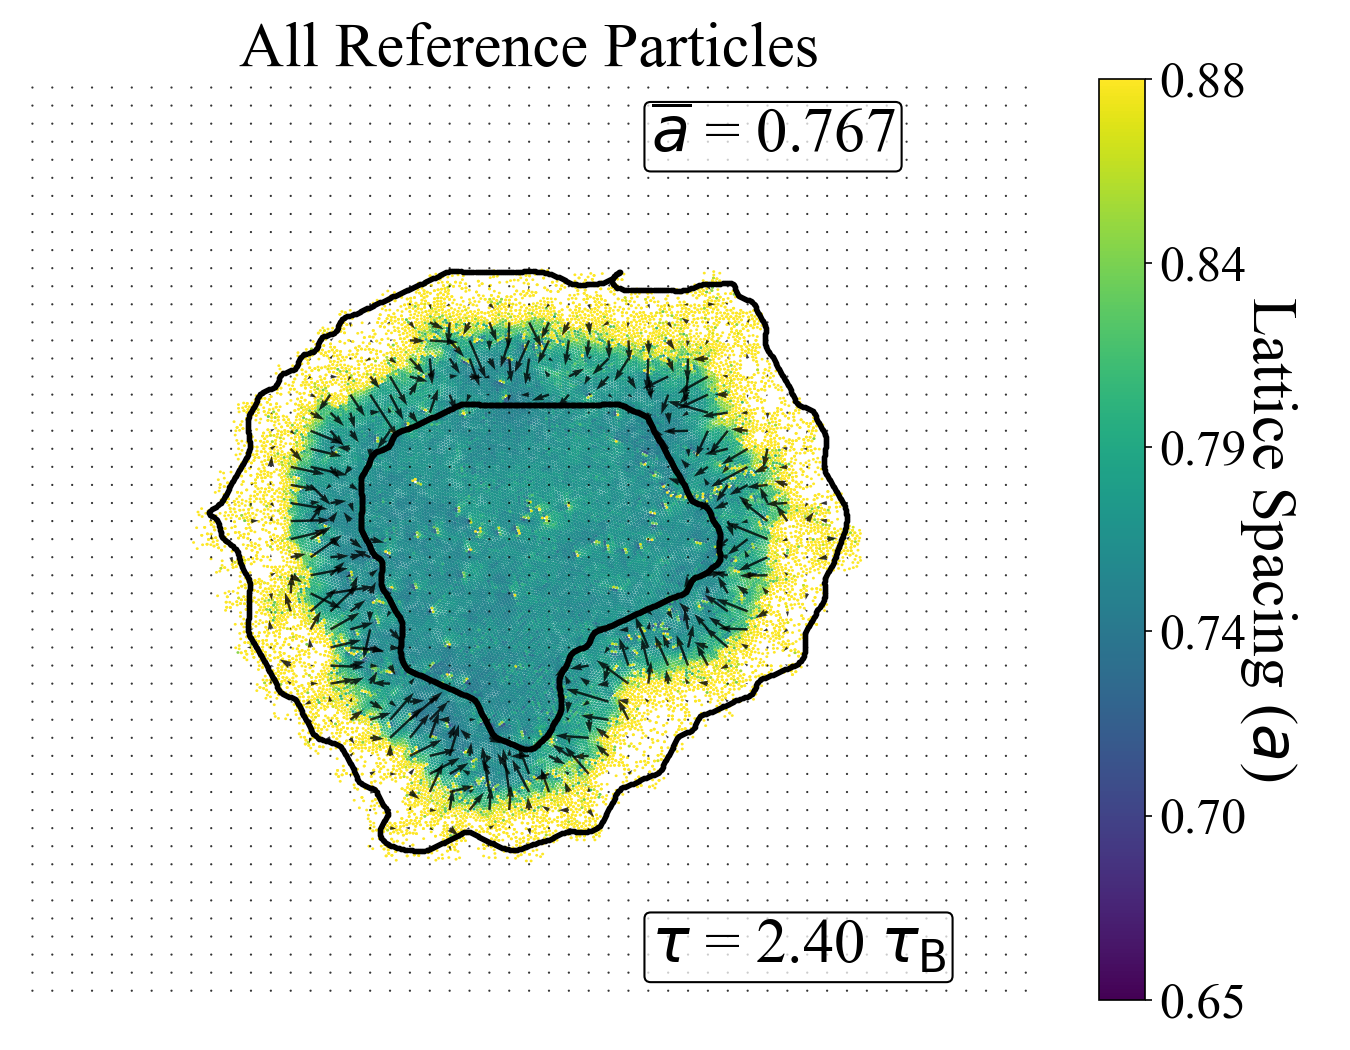 All Reference Particles
a̅ = 0.767
τ = 2.40 τB
0.88
0.84
0.79
0.74
0.70
0.65
Lattice Spacing (a)